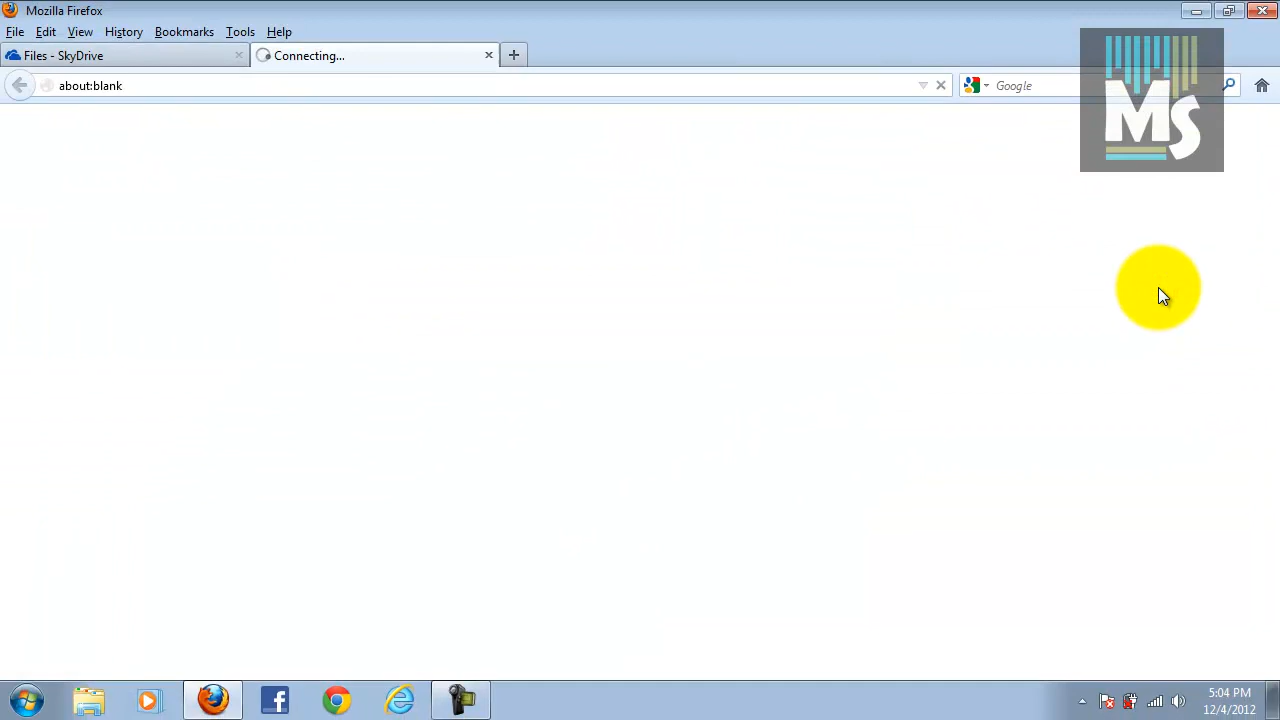 Mozilla Firefox
File Edit View History Bookmarks Tools Help
Files - SkyDrive
Connecting...
about:blank
Google
MS
5:04 PM
12/4/2012